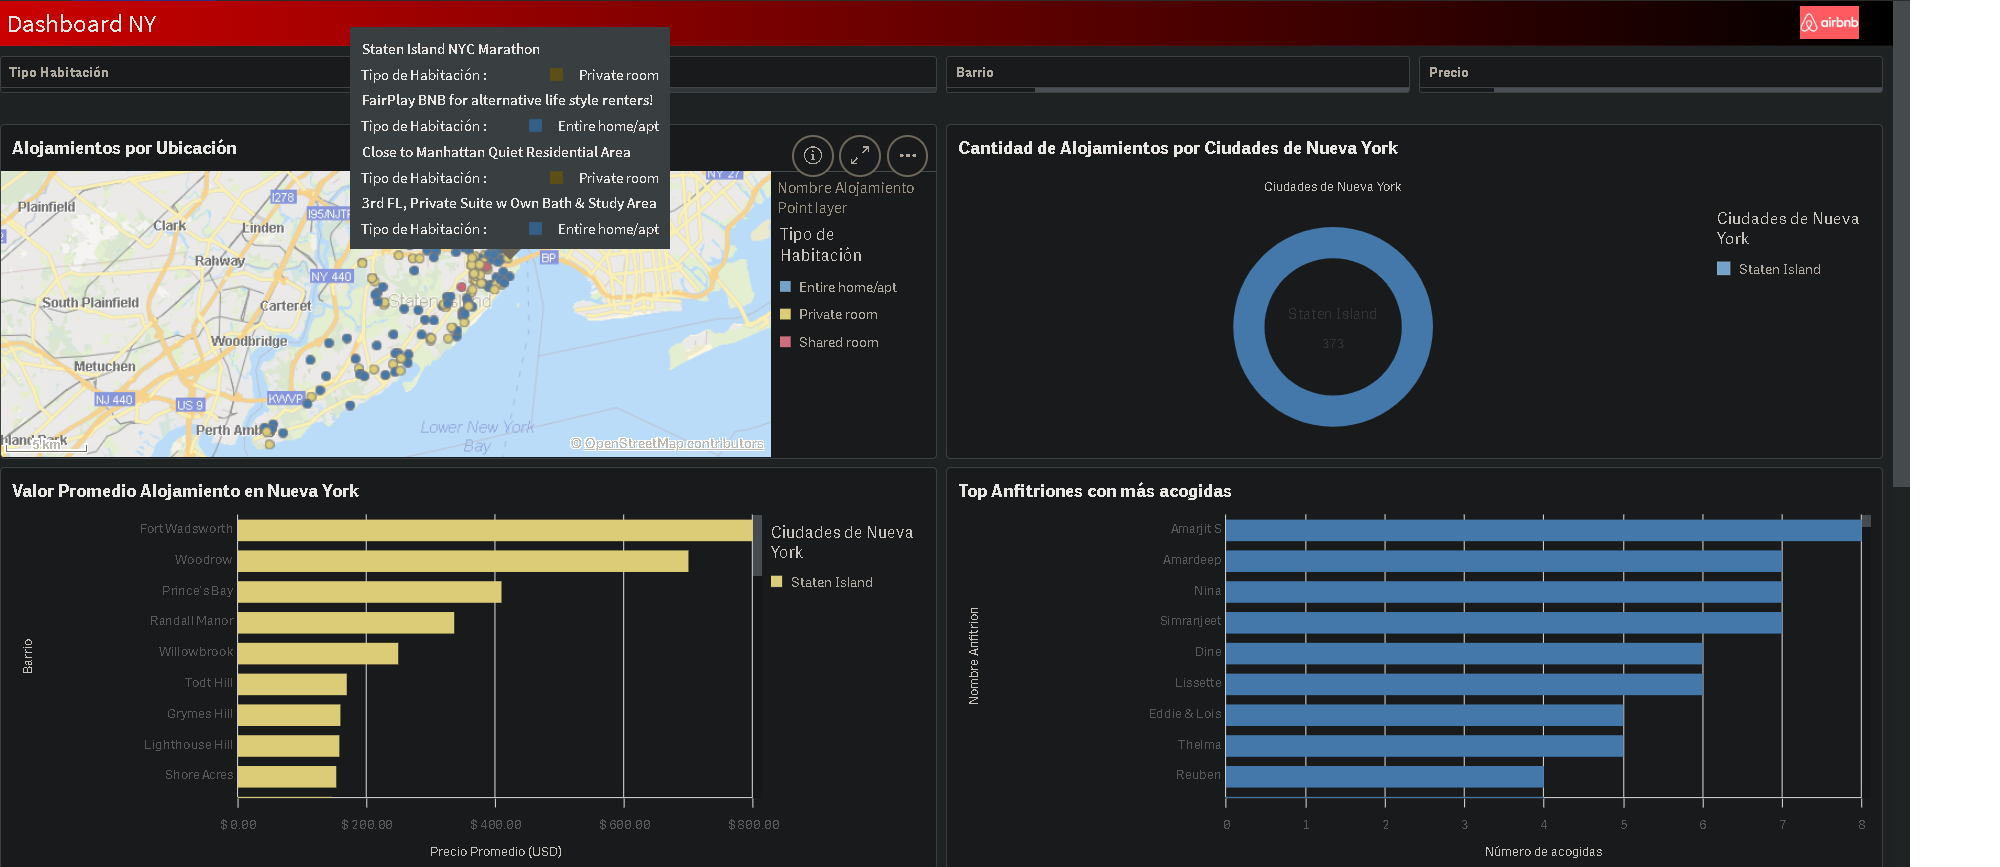 Dashboard NY
airbnb
Tipo Habitación
Barrio
Precio
Staten Island NYC Marathon
Tipo de Habitación : Private room
FairPlay BNB for alternative life style renters!
Tipo de Habitación : Entire home/apt
Close to Manhattan Quiet Residential Area
Tipo de Habitación : Private room
3rd FL, Private Suite w Own Bath & Study Area
Tipo de Habitación : Entire home/apt
Alojamientos por Ubicación
Plainfield
I278
I95/NJTP
NY 27
Clark
Linden
Rahway
NY 440
BP
South Plainfield
Carteret
Staten Island
Woodbridge
Metuchen
NJ 440
US 9
KWVP
Perth Amb
Lower New York
Bay
5 km
© OpenStreetMap contributors
Nombre Alojamiento
Point layer
Tipo de
Habitación
Entire home/apt
Private room
Shared room
Cantidad de Alojamientos por Ciudades de Nueva York
Ciudades de Nueva York
Staten Island
373
Ciudades de Nueva
York
Staten Island
Valor Promedio Alojamiento en Nueva York
Barrio
Fort Wadsworth
Woodrow
Prince's Bay
Randall Manor
Willowbrook
Todt Hill
Grymes Hill
Lighthouse Hill
Shore Acres
$ 0.00 $ 200.00 $ 400.00 $ 600.00 $ 800.00
Precio Promedio (USD)
Ciudades de Nueva
York
Staten Island
Top Anfitriones con más acogidas
Nombre Anfitrion
Amarjit S
Amardeep
Nina
Simranjeet
Dine
Lissette
Eddie & Lois
Thelma
Reuben
0 1 2 3 4 5 6 7 8
Número de acogidas